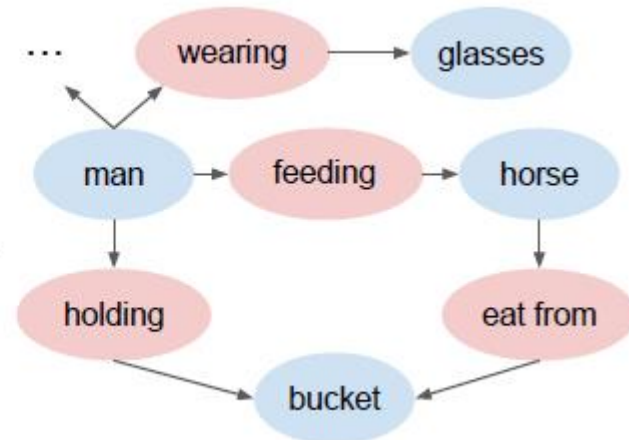 ... wearing glasses
man feeding horse
holding eat from
bucket